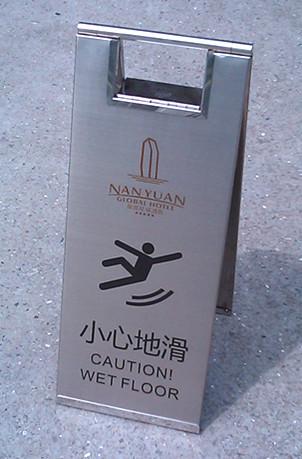 NAN·YUAN
GLOBAL HOTEL
小心地滑
CAUTION!
WET FLOOR